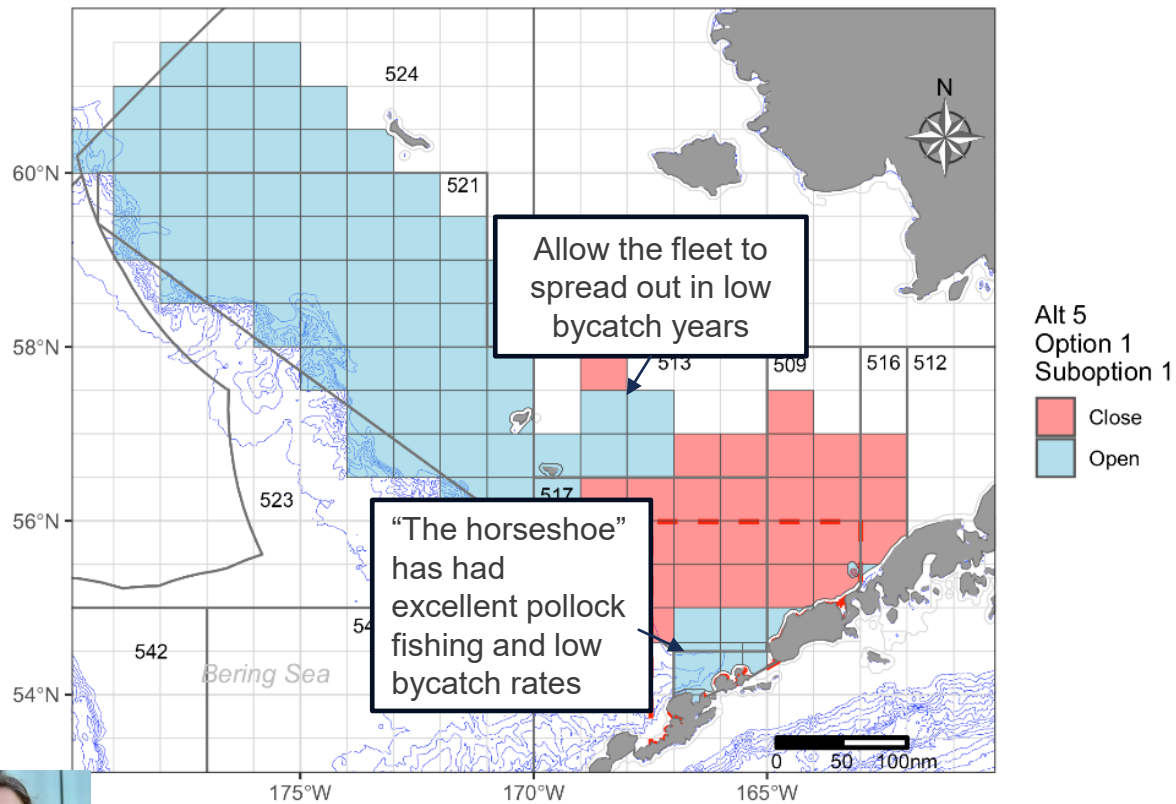 524
N
60°N
521
Allow the fleet to
spread out in low
bycatch years
58°N
513
509
516
512
Alt 5
Option 1
Suboption 1
Close
Open
517
523
56°N
“The horseshoe”
has had
excellent pollock
fishing and low
bycatch rates
542
Bering Sea
54°N
0
50
100nm
175°W
170°W
165°W